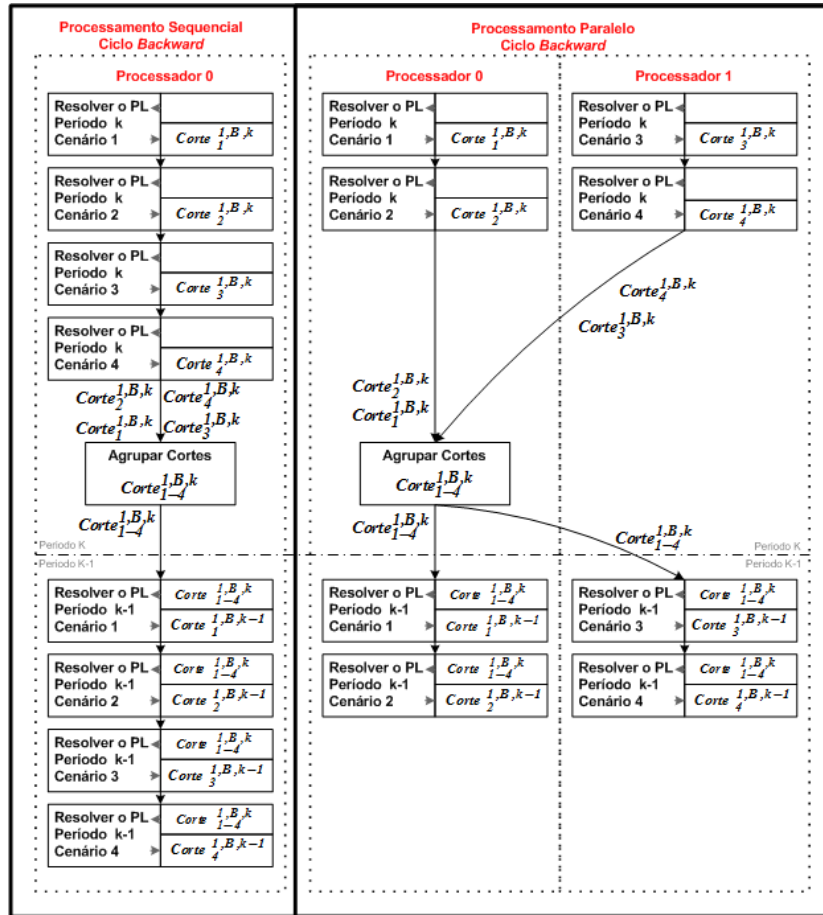 Processamento Sequencial
Ciclo Backward
Processador 0
Resolver o PL
Período k
Cenário 1
Corte 1,B,k 1
Resolver o PL
Período k
Cenário 2
Corte 1,B,k 2
Resolver o PL
Período k
Cenário 3
Corte 1,B,k 3
Resolver o PL
Período k
Cenário 4
Corte 1,B,k 4
Corte 1,B,k 2
Corte 1,B,k 4
Corte 1,B,k 1
Corte 1,B,k 3
Agrupar Cortes
Corte 1,B,k 1–4
Corte 1,B,k 1–4
Período K
Período K-1
Resolver o PL
Período k-1
Cenário 1
Corte 1,B,k 1–4
Corte 1,B,k–1 1
Resolver o PL
Período k-1
Cenário 2
Corte 1,B,k 1–4
Corte 1,B,k–1 2
Resolver o PL
Período k-1
Cenário 3
Corte 1,B,k 1–4
Corte 1,B,k–1 3
Resolver o PL
Período k-1
Cenário 4
Corte 1,B,k 1–4
Corte 1,B,k–1 4
Processamento Paralelo
Ciclo Backward
Processador 0
Processador 1
Resolver o PL
Período k
Cenário 1
Corte 1,B,k 1
Resolver o PL
Período k
Cenário 3
Corte 1,B,k 3
Resolver o PL
Período k
Cenário 2
Corte 1,B,k 2
Resolver o PL
Período k
Cenário 4
Corte 1,B,k 4
Corte 1,B,k 4
Corte 1,B,k 3
Corte 1,B,k 2
Corte 1,B,k 1
Agrupar Cortes
Corte 1,B,k 1–4
Corte 1,B,k 1–4
Corte 1,B,k 1–4
Período K
Período K-1
Resolver o PL
Período k-1
Cenário 1
Corte 1,B,k 1–4
Corte 1,B,k–1 1
Resolver o PL
Período k-1
Cenário 3
Corte 1,B,k 1–4
Corte 1,B,k–1 3
Resolver o PL
Período k-1
Cenário 2
Corte 1,B,k 1–4
Corte 1,B,k–1 2
Resolver o PL
Período k-1
Cenário 4
Corte 1,B,k 1–4
Corte 1,B,k–1 4